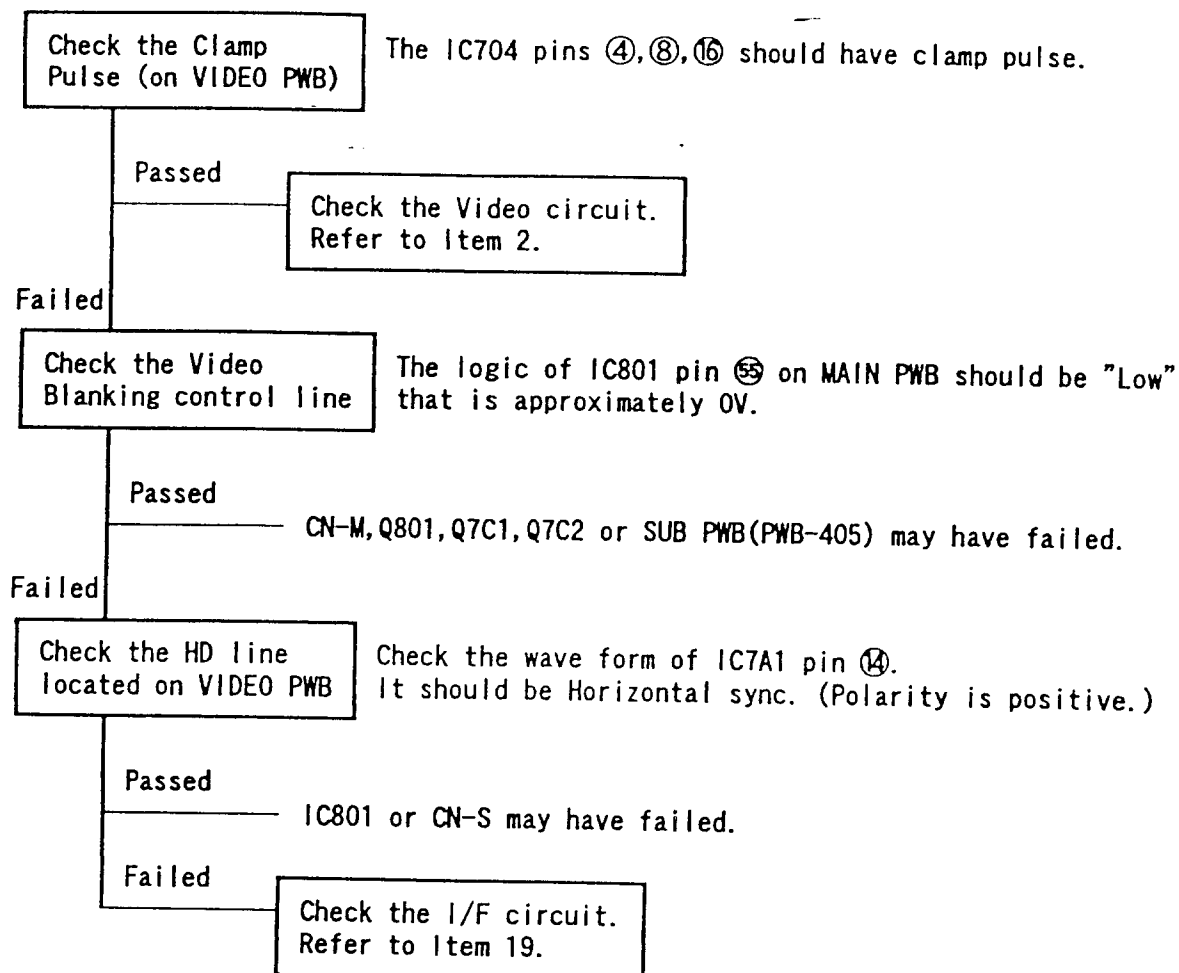 Check the Clamp
Pulse (on VIDEO PWB)
The IC704 pins ④,⑧,⑯ should have clamp pulse.
Passed
Check the Video circuit.
Refer to Item 2.
Failed
Check the Video
Blanking control line
The logic of IC801 pin ㊺ on MAIN PWB should be "Low"
that is approximately 0V.
Passed
CN-M,Q801,Q7C1,Q7C2 or SUB PWB(PWB-405) may have failed.
Failed
Check the HD line
located on VIDEO PWB
Check the wave form of IC7A1 pin ⑭.
It should be Horizontal sync. (Polarity is positive.)
Passed
IC801 or CN-S may have failed.
Failed
Check the I/F circuit.
Refer to Item 19.